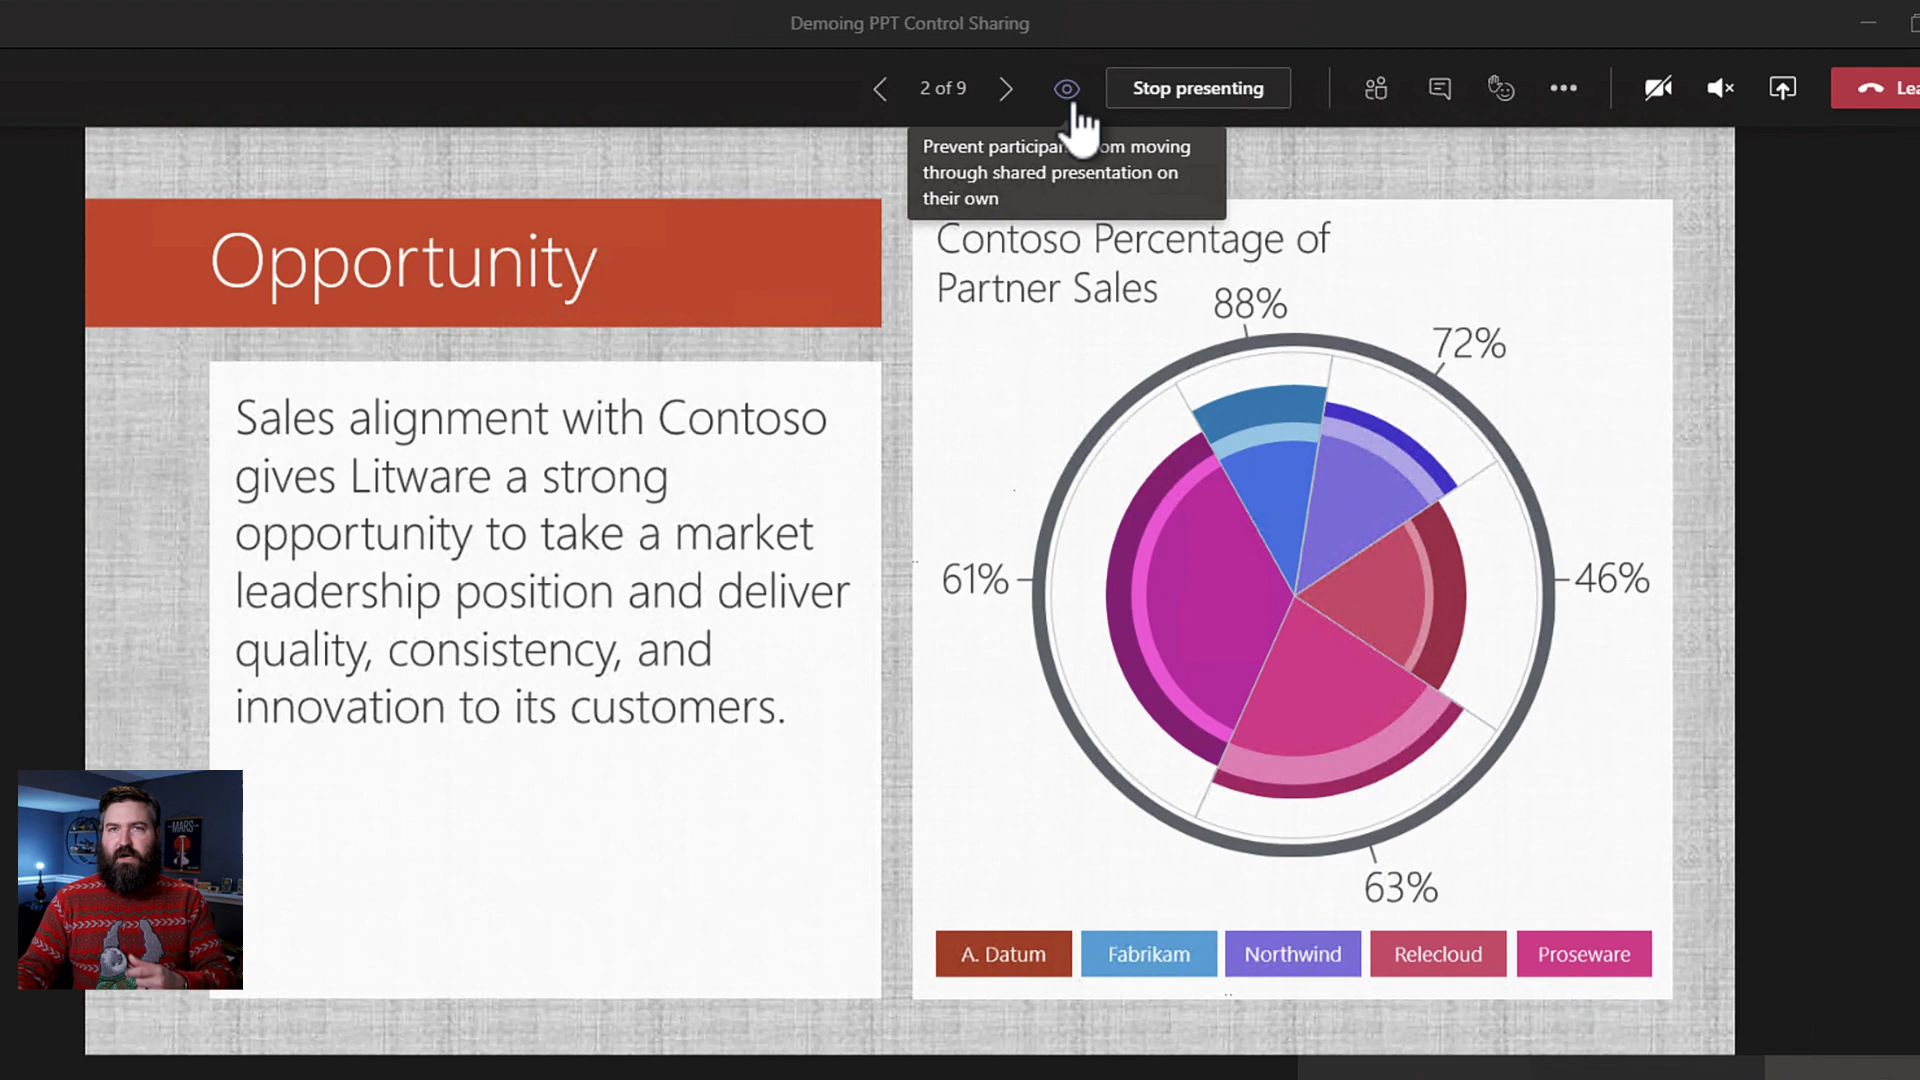 Demoing PPT Control Sharing
2 of 9
Stop presenting
Prevent participan om moving
through shared presentation on
their own
Opportunity
Sales alignment with Contoso
gives Litware a strong
opportunity to take a market
leadership position and deliver
quality, consistency, and
innovation to its customers.
Contoso Percentage of
Partner Sales
88%
72%
61%
46%
63%
A. Datum
Fabrikam
Northwind
Relecloud
Proseware
MARS